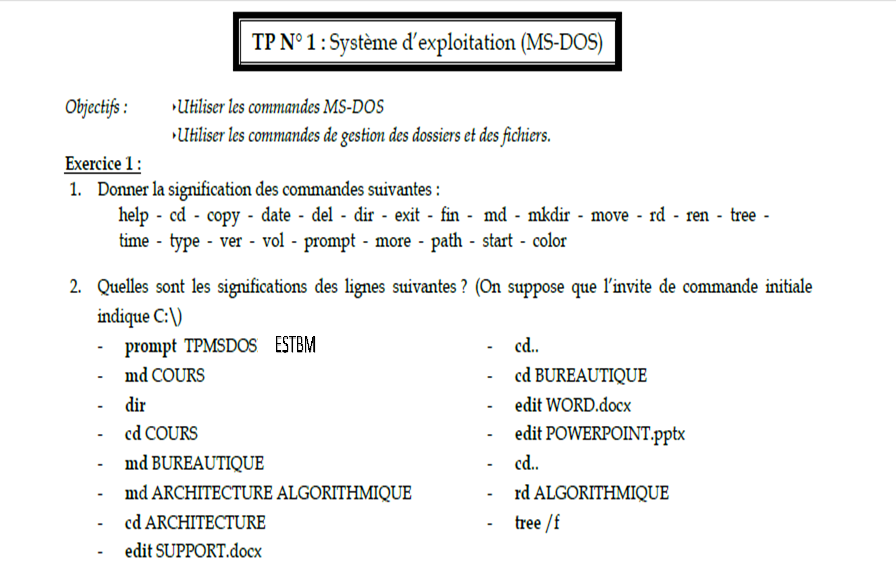 TP N° 1 : Système d'exploitation (MS-DOS)
Objectifs : ‣Utiliser les commandes MS-DOS
‣Utiliser les commandes de gestion des dossiers et des fichiers.
Exercice 1 :
1. Donner la signification des commandes suivantes :
help - cd - copy - date - del - dir - exit - fin - md - mkdir - move - rd - ren - tree -
time - type - ver - vol - prompt - more - path - start - color
2. Quelles sont les significations des lignes suivantes ? (On suppose que l'invite de commande initiale
indique C:\)
- prompt TPMSDOS ESTBM
- md COURS
- dir
- cd COURS
- md BUREAUTIQUE
- md ARCHITECTURE ALGORITHMIQUE
- cd ARCHITECTURE
- edit SUPPORT.docx
- cd..
- cd BUREAUTIQUE
- edit WORD.docx
- edit POWERPOINT.pptx
- cd..
- rd ALGORITHMIQUE
- tree /f